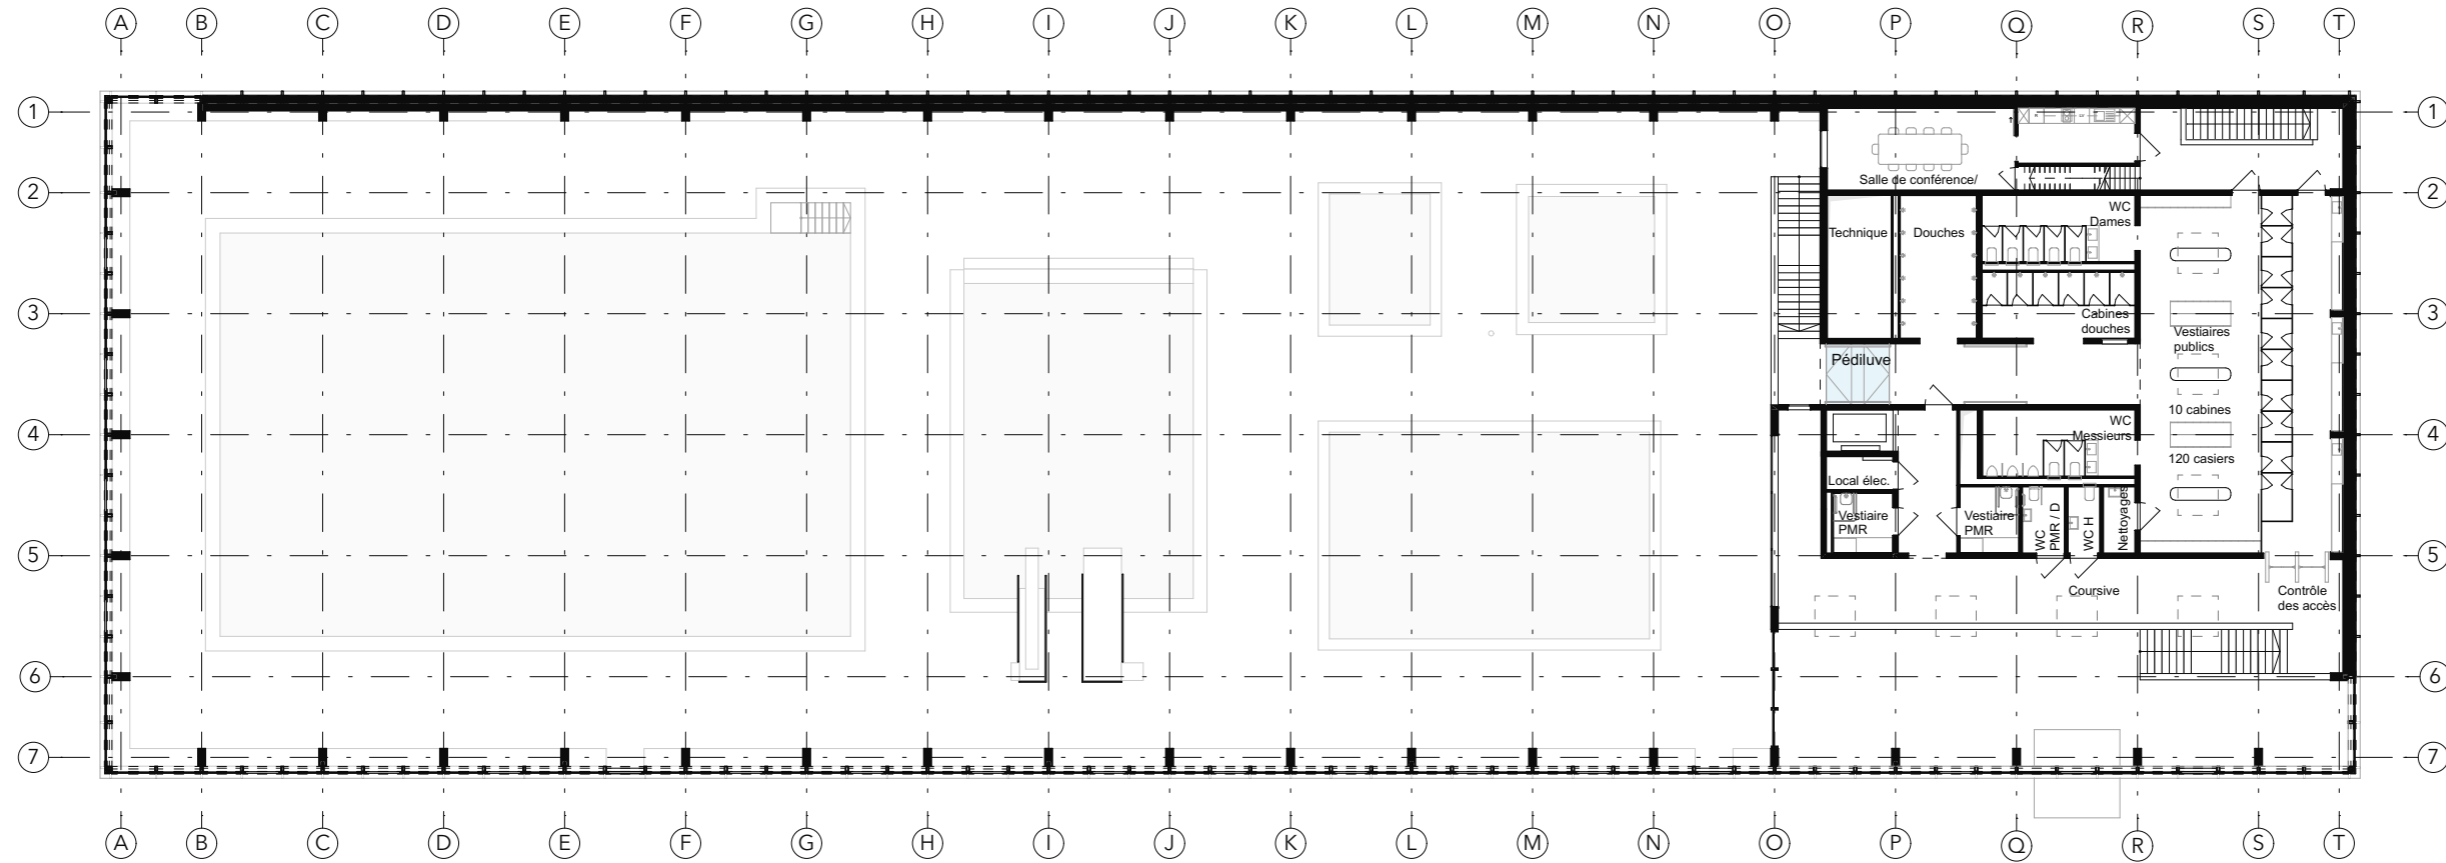 A B C D E F G H I J K L M N O P Q R S T
1 1
2 2
3 3
4 4
5 5
6 6
7 7
Salle de conférence/
Technique
Douches
WC
Dames
Cabines
douches
Vestiaires
publics
Pédiluve
10 cabines
WC
Messieurs
120 casiers
Local élec.
Vestiaire
PMR
Vestiaire
PMR
WC
PMR / D
WC H
Nettoyages
Coursive
Contrôle
des accès
A B C D E F G H I J K L M N O P Q R S T